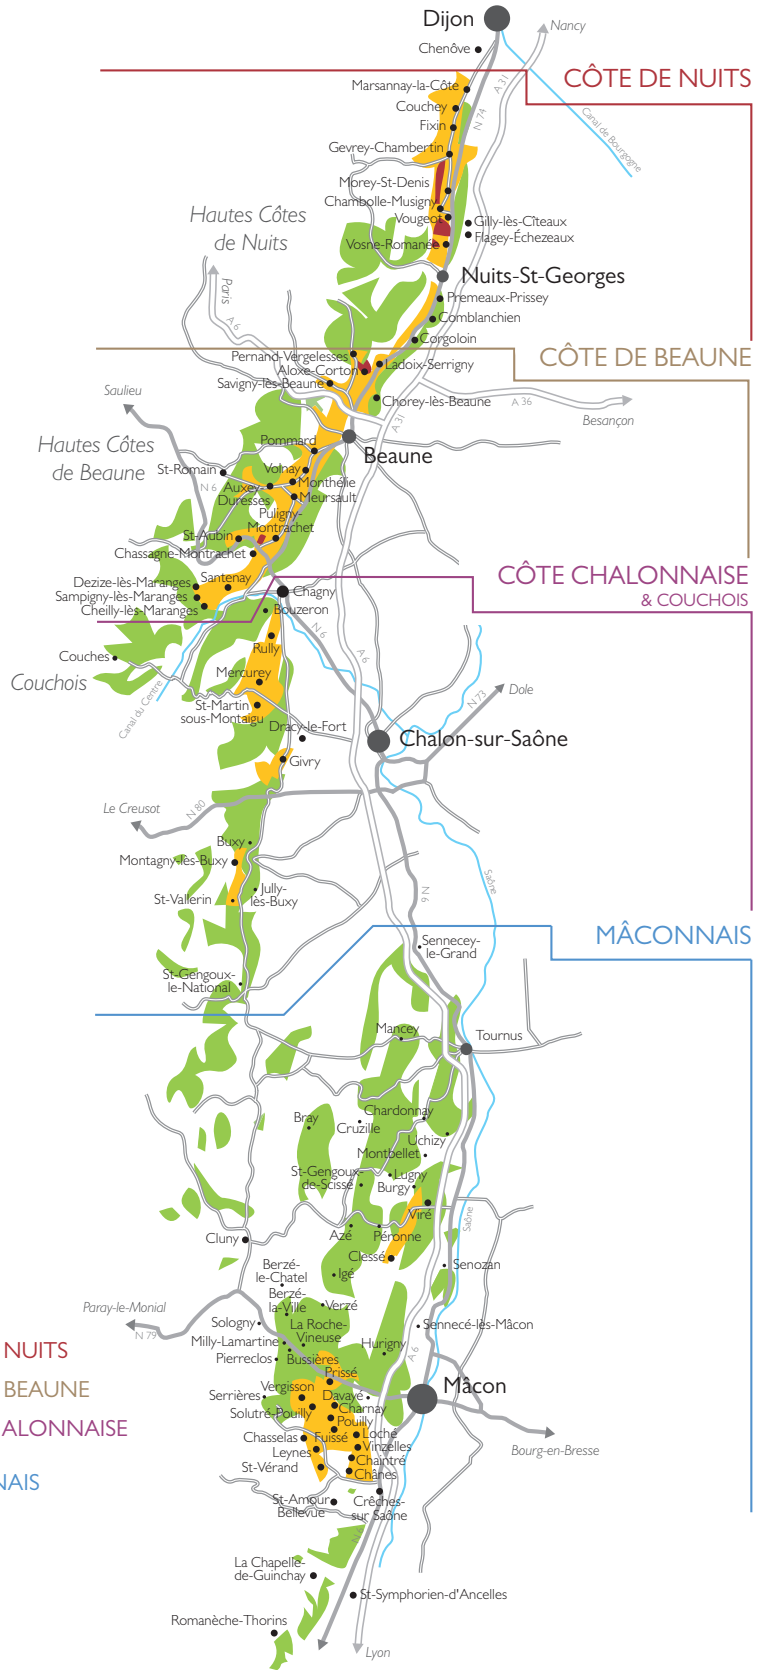 Dijon
Nancy
Chenôve
CÔTE DE NUITS
A 31
Marsannay-la-Côte
Couchey
N 74
Canal de Bourgogne
Fixin
Gevrey-Chambertin
Morey-St-Denis
Chambolle-Musigny
Hautes Côtes
de Nuits
Vougeot
Gilly-lès-Cîteaux
Flagey-Échezeaux
Vosne-Romanée
Nuits-St-Georges
Paris
Premeaux-Prissey
A 6
Comblanchien
Corgoloin
CÔTE DE BEAUNE
Pernand-Vergelesses
Ladoix-Serrigny
Aloxe-Corton
Savigny-lès-Beaune
Saulieu
Chorey-lès-Beaune
A 36
Besançon
A 31
Hautes Côtes
de Beaune
Pommard
Beaune
St-Romain
Volnay
N 6
Monthélie
Auxey-
Duresses
Meursault
Puligny-
Montrachet
St-Aubin
Chassagne-Montrachet
CÔTE CHALONNAISE
& COUCHOIS
Dezize-lès-Maranges
Santenay
Sampigny-lès-Maranges
Cheilly-lès-Maranges
Chagny
Bouzeron
N 6
Rully
A 6
Couches
Couchois
Mercurey
Canal du Centre
St-Martin
sous-Montaigu
Dole
N 73
Dracy-le-Fort
Chalon-sur-Saône
Givry
Le Creusot
N 80
Buxy
Montagny-lès-Buxy
Jully-
lès-Buxy
St-Vallerin
N 6
Saône
MÂCONNAIS
Sennecey-
le-Grand
St-Gengoux-
le-National
Mancey
Tournus
Chardonnay
Bray
Cruzille
Uchizy
Montbellet
St-Gengoux-
de-Scissé
Lugny
Burgy
Viré
Saône
Azé
Péronne
Cluny
Clessé
Senozan
Berzé-
le-Chatel
Igé
Berzé-
la-Ville
Verzé
Paray-le-Monial
N 79
Sologny
La Roche-
Vineuse
Sennecé-lès-Mâcon
Milly-Lamartine
Hurigny
NUITS
Pierreclos
Bussières
A 6
Prissé
Mâcon
BEAUNE
Vergisson
Serrières
Davayé
Charnay
Solutré-Pouilly
Pouilly
ALONNAISE
Chasselas
Fuissé
Loché
Vinzelles
Leynes
Bourg-en-Bresse
St-Vérand
Chantré
Chânes
NAIS
St-Amour
Bellevue
Crêches-
sur Saône
N 6
La Chapelle-
de-Guinchay
St-Symphorien-d'Ancelles
Romanèche-Thorins
Lyon